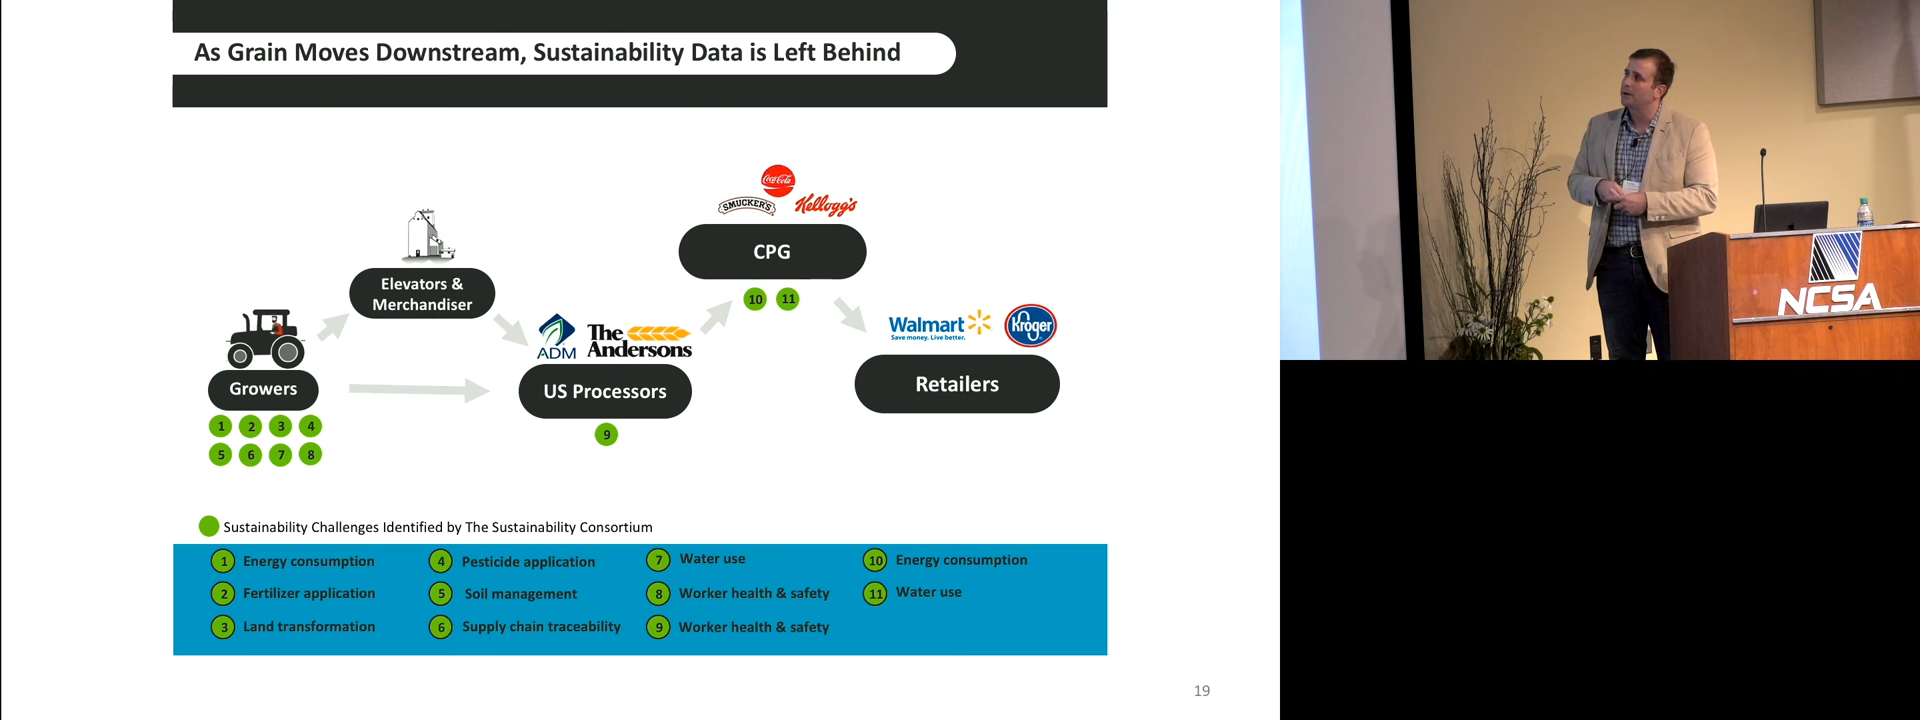 As Grain Moves Downstream, Sustainability Data is Left Behind
Coca-Cola
SMUCKER'S
Kellogg's
CPG
10
11
Elevators &
Merchandiser
ADM
The
Andersons
US Processors
9
Walmart
Save money. Live better.
Kroger
Retailers
Growers
1 2 3 4
5 6 7 8
Sustainability Challenges Identified by The Sustainability Consortium
1 Energy consumption
2 Fertilizer application
3 Land transformation
4 Pesticide application
5 Soil management
6 Supply chain traceability
7 Water use
8 Worker health & safety
9 Worker health & safety
10 Energy consumption
11 Water use
19
NCSA